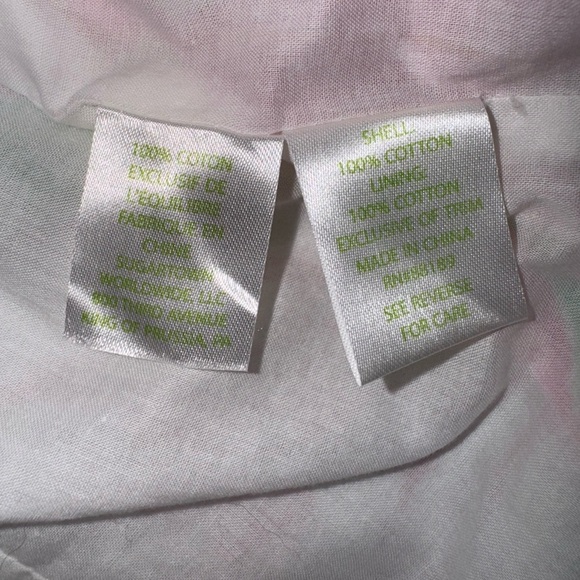 100% COTON
EXCLUSIF DE
L'EQUILIBRE
FABRIQUE EN
CHINE
SUGARTOWN
WORLDWIDE, LLC
800 THIRD AVENUE
KING OF PRUSSIA, PA
SHELL:
100% COTTON
LINING:
100% COTTON
EXCLUSIVE OF TRIM
MADE IN CHINA
RN#88189
SEE REVERSE
FOR CARE